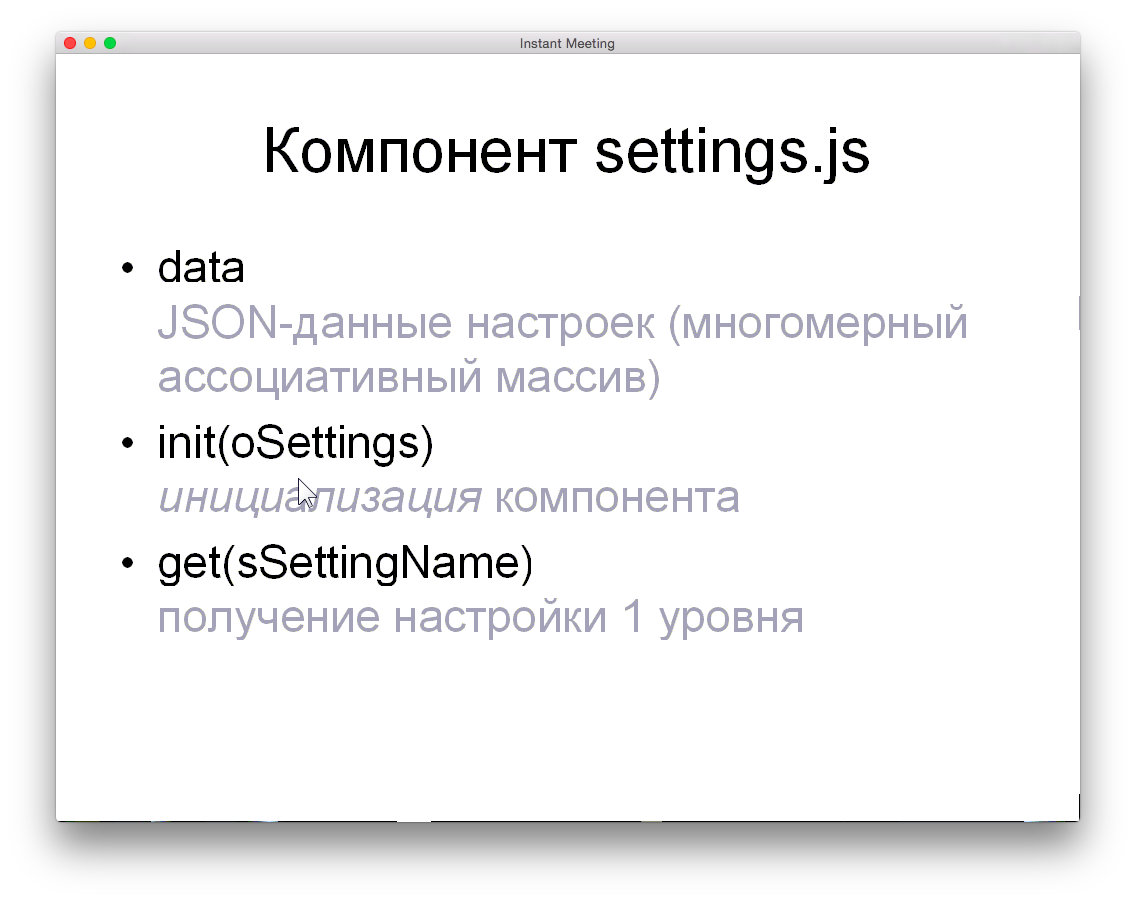 Instant Meeting
Компонент settings.js
• data
JSON-данные настроек (многомерный
ассоциативный массив)
• init(oSettings)
инициализация компонента
• get(sSettingName)
получение настройки 1 уровня